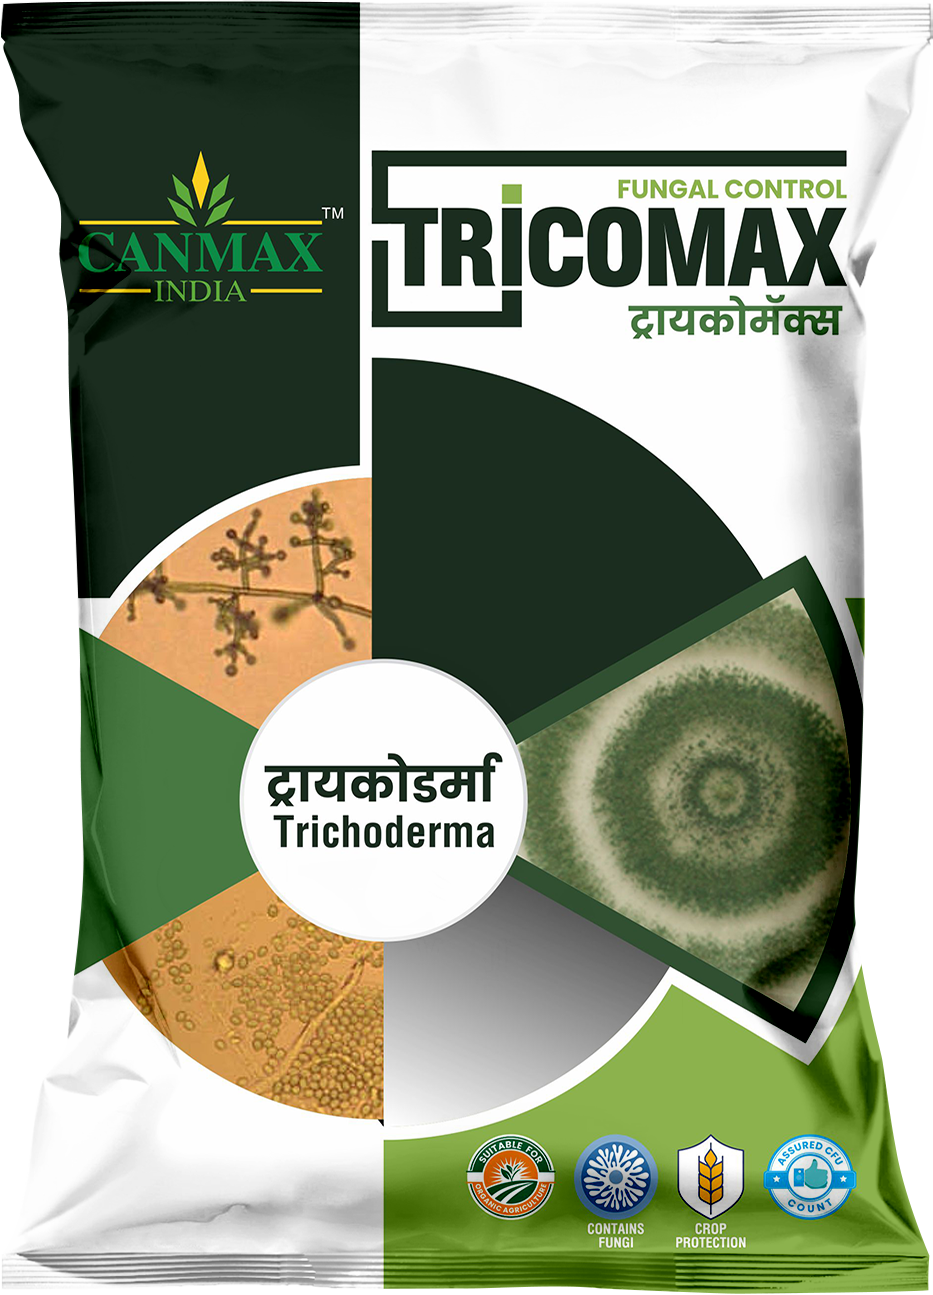 CANMAX
TM
INDIA
FUNGAL CONTROL
TRiCOMAX
ट्रायकोमॅक्स
ट्रायकोडर्मा
Trichoderma
SUITABLE FOR
ORGANIC AGRICULTURE
CONTAINS
FUNGI
CROP
PROTECTION
ASSURED CFU
COUNT